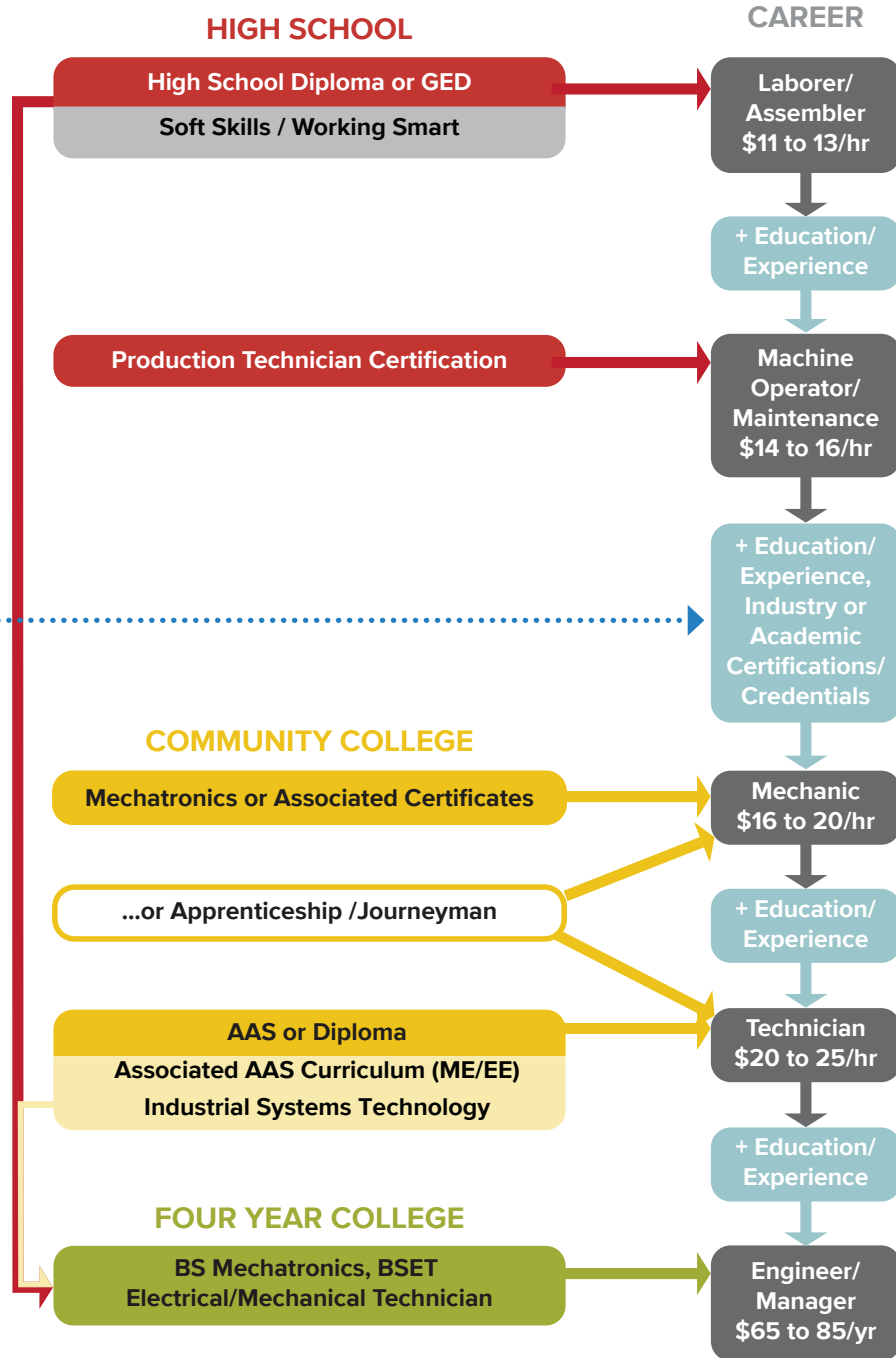 HIGH SCHOOL
CAREER
High School Diploma or GED
Soft Skills / Working Smart
Laborer/
Assembler
$11 to 13/hr
+ Education/
Experience
Production Technician Certification
Machine
Operator/
Maintenance
$14 to 16/hr
+ Education/
Experience,
Industry or
Academic
Certifications/
Credentials
COMMUNITY COLLEGE
Mechatronics or Associated Certificates
Mechanic
$16 to 20/hr
...or Apprenticeship /Journeyman
+ Education/
Experience
AAS or Diploma
Associated AAS Curriculum (ME/EE)
Industrial Systems Technology
Technician
$20 to 25/hr
+ Education/
Experience
FOUR YEAR COLLEGE
BS Mechatronics, BSET
Electrical/Mechanical Technician
Engineer/
Manager
$65 to 85/yr